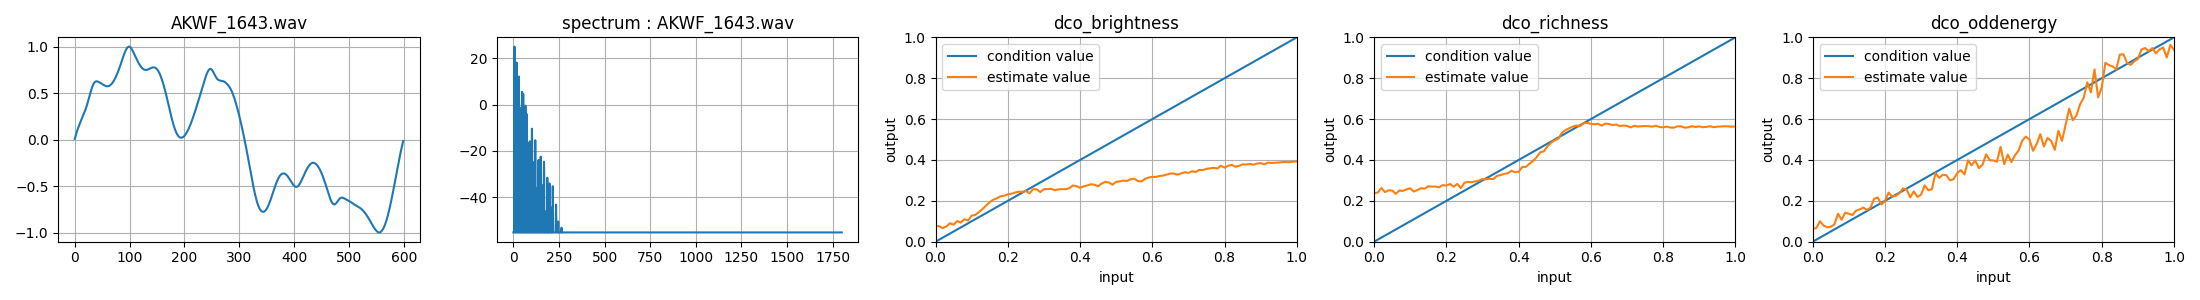 AKWF_1643.wav
1.0
0.5
0.0
−0.5
−1.0
0 100 200 300 400 500 600
spectrum : AKWF_1643.wav
20
0
−20
−40
0 250 500 750 1000 1250 1500 1750
dco_brightness
condition value
estimate value
output
1.0
0.8
0.6
0.4
0.2
0.0
0.0 0.2 0.4 0.6 0.8 1.0
input
dco_richness
condition value
estimate value
output
1.0
0.8
0.6
0.4
0.2
0.0
0.0 0.2 0.4 0.6 0.8 1.0
input
dco_oddenergy
condition value
estimate value
output
1.0
0.8
0.6
0.4
0.2
0.0
0.0 0.2 0.4 0.6 0.8 1.0
input